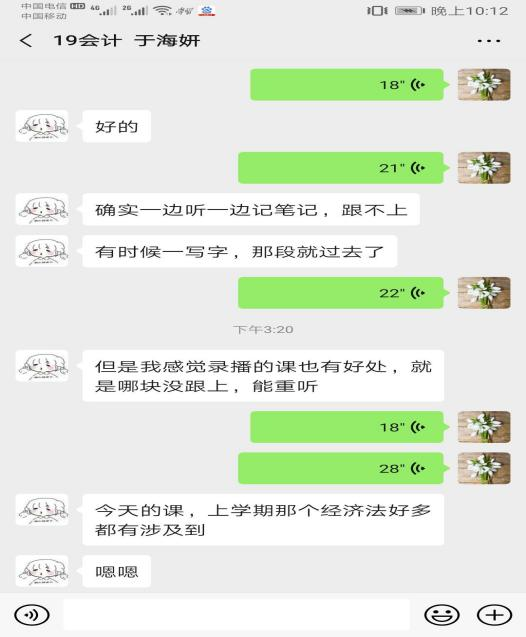 中国电信 HD 4G 2G
中国移动
晚上10:12
19会计 于海妍
18"
好的
21"
确实一边听一边记笔记，跟不上
有时候一写字，那段就过去了
22"
下午3:20
但是我感觉录播的课也有好处，就
是哪块没跟上，能重听
18"
28"
今天的课，上学期那个经济法好多
都有涉及到
嗯嗯